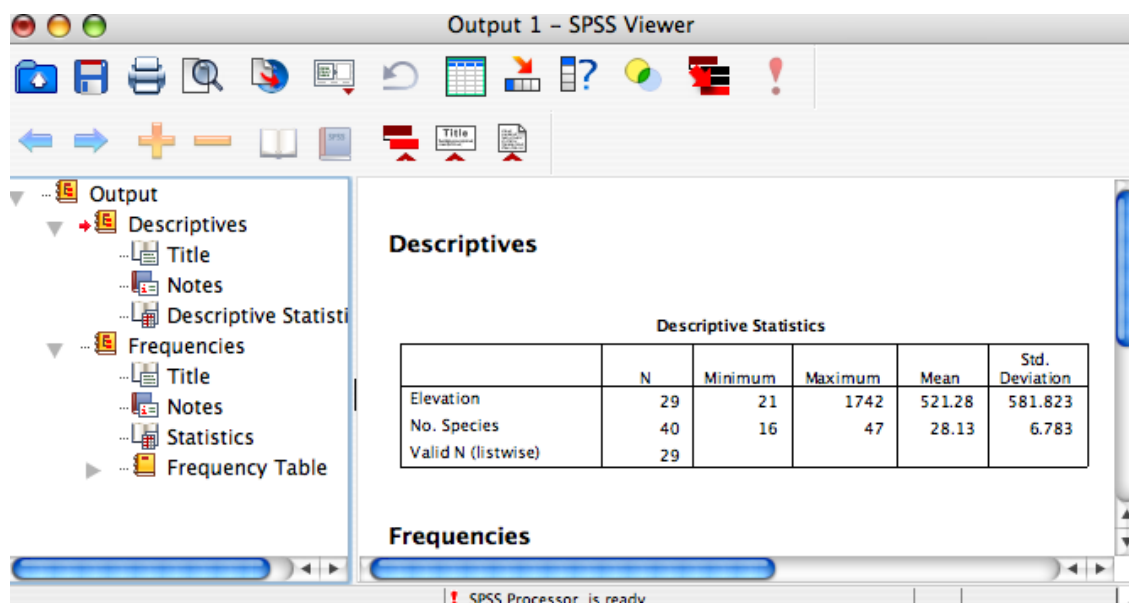 Output 1 – SPSS Viewer
Title
SPSS
Output
Descriptives
Title
Notes
Descriptive Statisti
Frequencies
Title
Notes
Statistics
Frequency Table
Descriptives
Descriptive Statistics
N Minimum Maximum Mean Std. Deviation
Elevation 29 21 1742 521.28 581.823
No. Species 40 16 47 28.13 6.783
Valid N (listwise) 29
Frequencies
SPSS Processor is ready